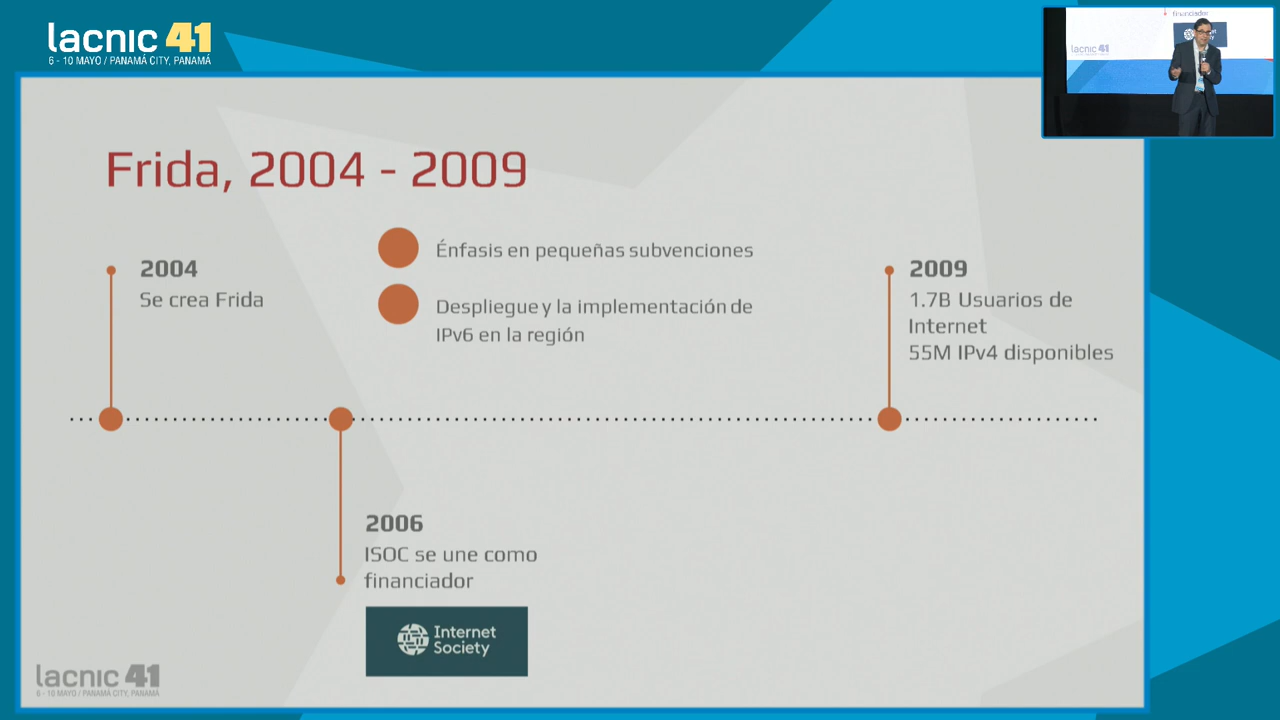 lacnic 41
6 - 10 MAYO / PANAMÁ CITY, PANAMÁ
financiador
lacnic 41
Frida, 2004 - 2009
2004
Se crea Frida
Énfasis en pequeñas subvenciones
Despliegue y la implementación de
IPv6 en la región
2009
1.7B Usuarios de
Internet
55M IPv4 disponibles
2006
ISOC se une como
financiador
Internet
Society
lacnic 41
6 - 10 MAYO / PANAMÁ CITY, PANAMÁ